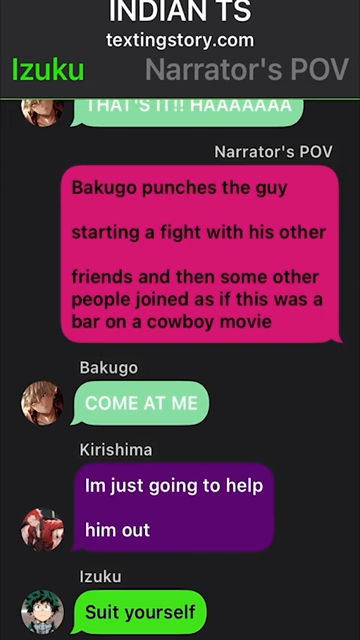 INDIAN TS
textingstory.com
Izuku
Narrator's POV
THAT'S IT!! HAAAAAAA
Narrator's POV
Bakugo punches the guy
starting a fight with his other
friends and then some other
people joined as if this was a
bar on a cowboy movie
Bakugo
COME AT ME
Kirishima
Im just going to help
him out
Izuku
Suit yourself